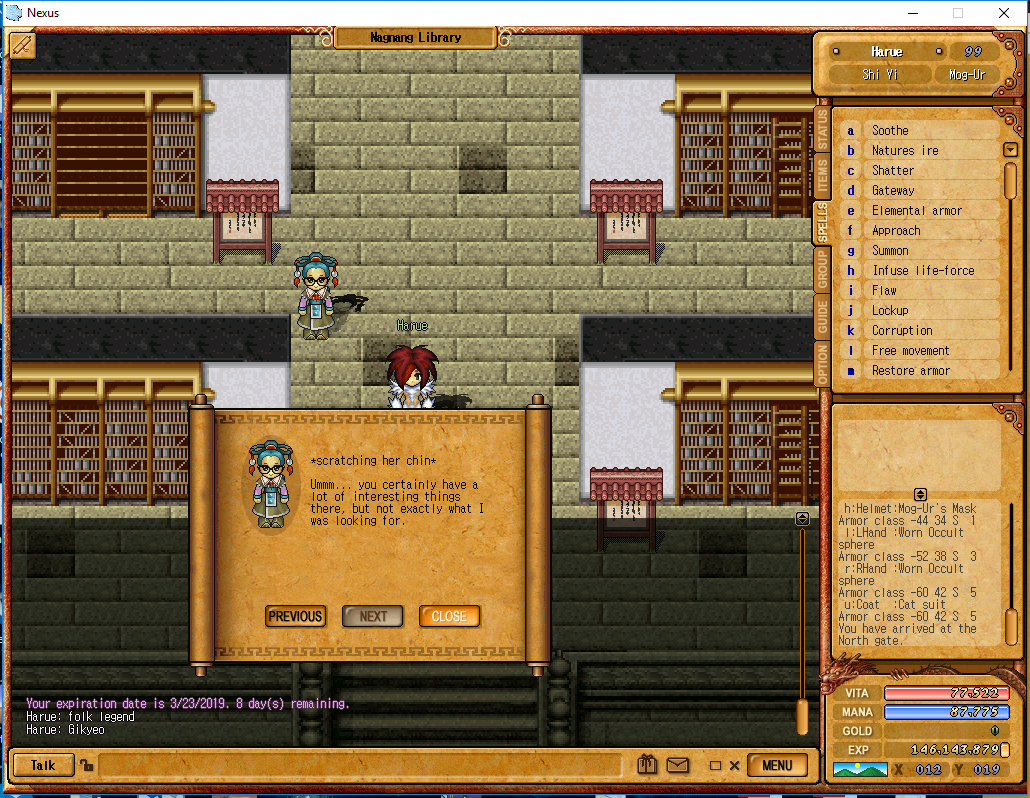 Nexus
Nagnang Library
Harue 99
Shi Yi Mog-Ur
STATUS
ITEMS
SPELLS
GROUP
GUIDE
OPTION
a Soothe
b Natures ire
c Shatter
d Gateway
e Elemental armor
f Approach
g Summon
h Infuse life-force
i Flaw
j Lockup
k Corruption
l Free movement
m Restore armor
Harue
*scratching her chin*
Ummm... you certainly have a
lot of interesting things
there, but not exactly what I
was looking for.
PREVIOUS NEXT CLOSE
h:Helmet:Mog-Ur's Mask
Armor class -44 34 S 1
l:LHand :Worn Occult
sphere
Armor class -52 38 S 3
r:RHand :Worn Occult
sphere
Armor class -60 42 S 5
u:Coat :Cat suit
Armor class -60 42 S 5
You have arrived at the
North gate.
Your expiration date is 3/23/2019. 8 day(s) remaining.
Harue: folk legend
Harue: Gikyeo
Talk
MENU
VITA 77,522
MANA 87,775
GOLD 0
EXP 146,143,879
X 012 Y 019